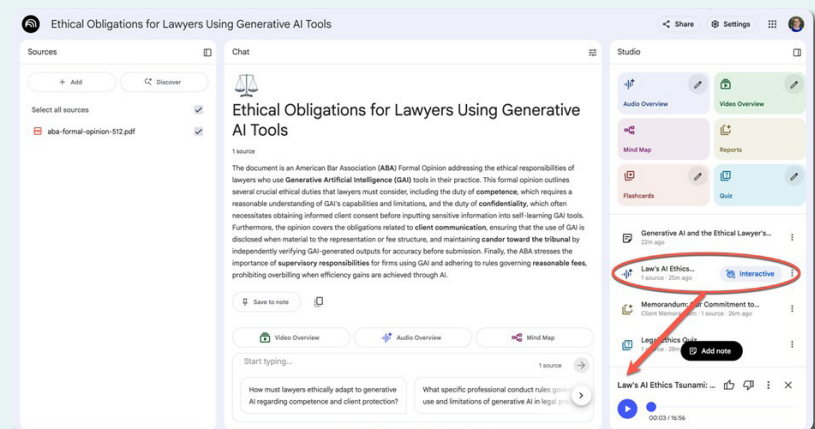 Ethical Obligations for Lawyers Using Generative AI Tools
Share
Settings
Sources
+ Add
Discover
Select all sources
aba-formal-opinion-512.pdf
Chat
Ethical Obligations for Lawyers Using Generative
AI Tools
1 source
The document is an American Bar Association (ABA) Formal Opinion addressing the ethical responsibilities of
lawyers who use Generative Artificial Intelligence (GAI) tools in their practice. This formal opinion outlines
several crucial ethical duties that lawyers must consider, including the duty of competence, which requires a
reasonable understanding of GAI's capabilities and limitations, and the duty of confidentiality, which often
necessitates obtaining informed client consent before inputting sensitive information into self-learning GAI tools.
Furthermore, the opinion covers the obligations related to client communication, ensuring that the use of GAI is
disclosed when material to the representation or fee structure, and maintaining candor toward the tribunal by
independently verifying GAI-generated outputs for accuracy before submission. Finally, the ABA stresses the
importance of supervisory responsibilities for firms using GAI and adhering to rules governing reasonable fees,
prohibiting overbilling when efficiency gains are achieved through AI.
Save to note
Video Overview
Audio Overview
Mind Map
Start typing...
1 source
How must lawyers ethically adapt to generative
AI regarding competence and client protection?
What specific professional conduct rules
use and limitations of generative AI in legal
Studio
Audio Overview
Video Overview
Mind Map
Reports
Flashcards
Quiz
Generative AI and the Ethical Lawyer's...
22m ago
Law's AI Ethics...
1 source · 25m ago
Interactive
Memorandum: Commitment to...
Client Memorandum · 1 source · 26m ago
Legal Ethics Quiz
1 source · 28m
Add note
Law's AI Ethics Tsunami: ...
00:03 / 16:56